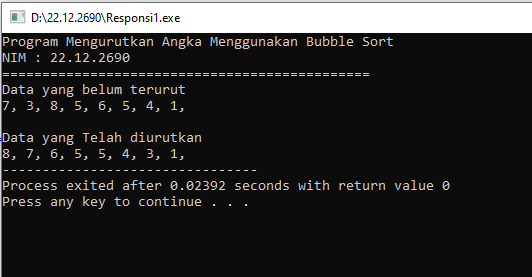 D:\22.12.2690\Responsi1.exe
Program Mengurutkan Angka Menggunakan Bubble Sort
NIM : 22.12.2690
==============================================
Data yang belum terurut
7, 3, 8, 5, 6, 5, 4, 1,
Data yang Telah diurutkan
8, 7, 6, 5, 5, 4, 3, 1,
--------------------------------
Process exited after 0.02392 seconds with return value 0
Press any key to continue . . .